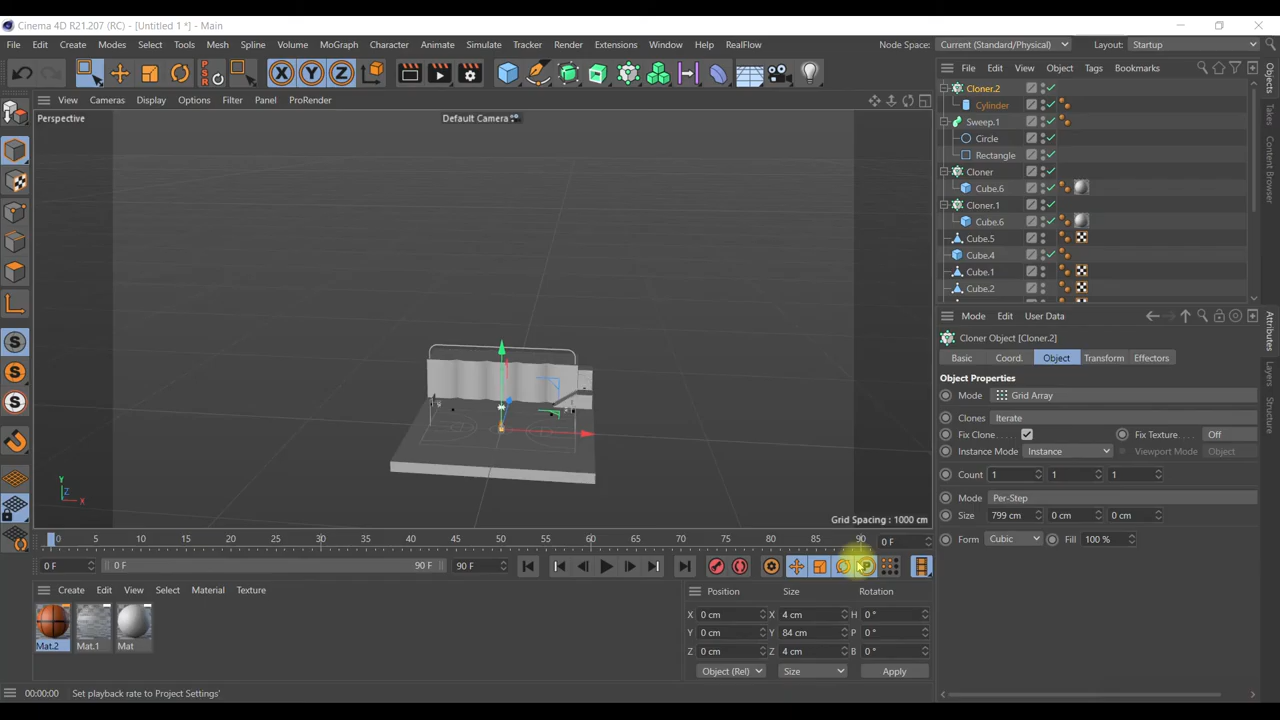 Cinema 4D R21.207 (RC) - [Untitled 1 *] - Main
File Edit Create Modes Select Tools Mesh Spline Volume MoGraph Character Animate Simulate Tracker Render Extensions Window Help RealFlow
Node Space: Current (Standard/Physical) Layout: Startup
X Y Z
PSR
File Edit View Object Tags Bookmarks
View Cameras Display Options Filter Panel ProRender
Perspective
Default Camera
Cloner.2
Cylinder
Sweep.1
Circle
Rectangle
Cloner
Cube.6
Cloner.1
Cube.6
Cube.5
Cube.4
Cube.1
Cube.2
Objects
Takes
Content Browser
Attributes
Layers
Structure
Mode Edit User Data
Cloner Object [Cloner.2]
Basic Coord. Object Transform Effectors
Object Properties
Mode Grid Array
Clones Iterate
Fix Clone Fix Texture . . . Off
Instance Mode Instance Viewport Mode Object
Count 1 1 1
Mode Per-Step
Size 799 cm 0 cm 0 cm
Form Cubic Fill 100 %
Y
Z
X
Grid Spacing : 1000 cm
0 5 10 15 20 25 30 35 40 45 50 55 60 65 70 75 80 85 90 0 F
0 F 0 F 90 F 90 F
Create Edit View Select Material Texture
Mat.2 Mat.1 Mat
Position Size Rotation
X 0 cm X 4 cm H 0 °
Y 0 cm Y 84 cm P 0 °
Z 0 cm Z 4 cm B 0 °
Object (Rel) Size Apply
00:00:00 Set playback rate to Project Settings'